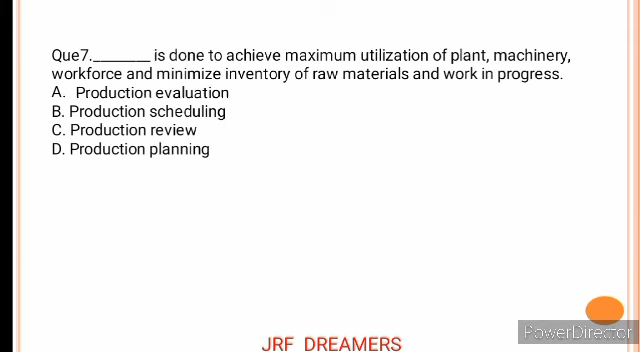 Que7.________ is done to achieve maximum utilization of plant, machinery,
workforce and minimize inventory of raw materials and work in progress.
A. Production evaluation
B. Production scheduling
C. Production review
D. Production planning
PowerDirector
JRF DREAMERS